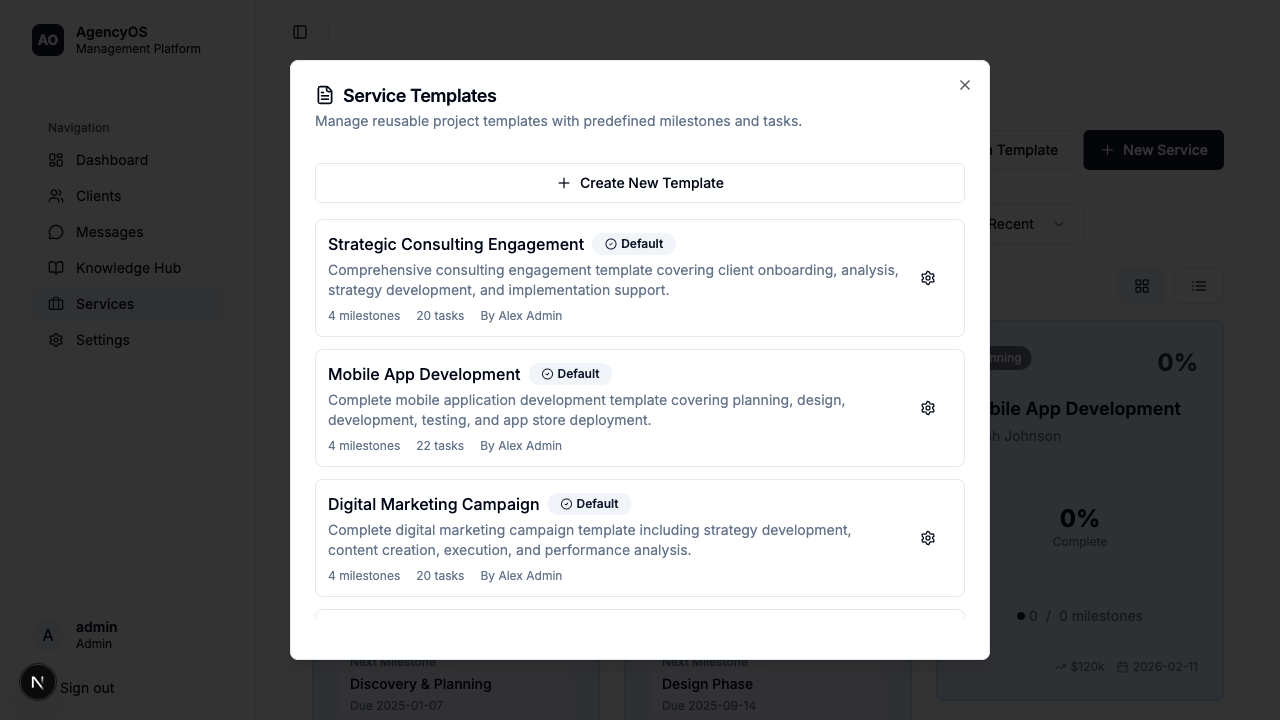 AO
AgencyOS
Management Platform
Navigation
Dashboard
Clients
Messages
Knowledge Hub
Services
Settings
A
admin
Admin
N
Sign out
Service Templates
Manage reusable project templates with predefined milestones and tasks.
Create New Template
Strategic Consulting Engagement
Default
Comprehensive consulting engagement template covering client onboarding, analysis,
strategy development, and implementation support.
4 milestones 20 tasks By Alex Admin
Mobile App Development
Default
Complete mobile application development template covering planning, design,
development, testing, and app store deployment.
4 milestones 22 tasks By Alex Admin
Digital Marketing Campaign
Default
Complete digital marketing campaign template including strategy development,
content creation, execution, and performance analysis.
4 milestones 20 tasks By Alex Admin
Template
New Service
Recent
0%
App Development
Johnson
0%
Complete
0 / 0 milestones
$120k 2026-02-11
Next Milestone
Discovery & Planning
Due 2025-01-07
Next Milestone
Design Phase
Due 2025-09-14